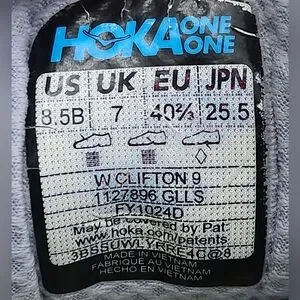 HOKA ONE ONE
US UK EU JPN
8.5B 7 40⅔ 25.5
W CLIFTON 9
1127896 GLLS
FY1024D
May be covered by Pat.
www.hoka.com/patents
MADE IN VIETNAM
FABRIQUÉ AU VIETNAM
HECHO EN VIETNAM